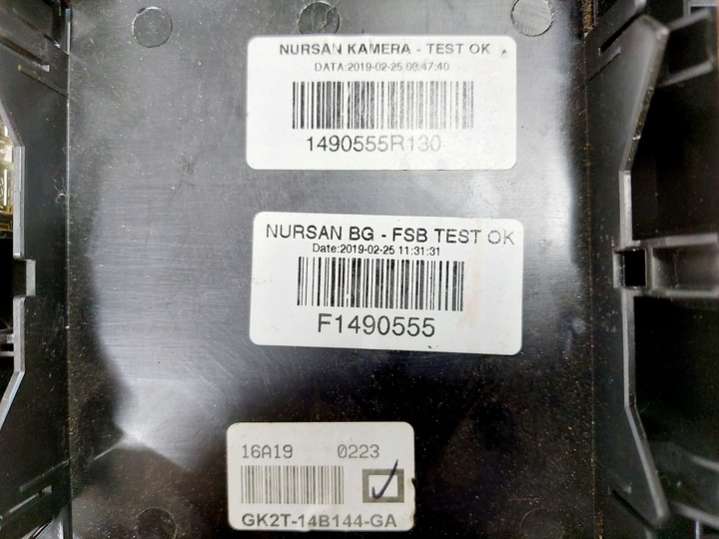 NURSAN KAMERA - TEST OK
DATA:2019-02-25 08:47:40
1490555R130
NURSAN BG - FSB TEST OK
Date:2019-02-25 11:31:31
F1490555
16A19 0223
GK2T-14B144-GA